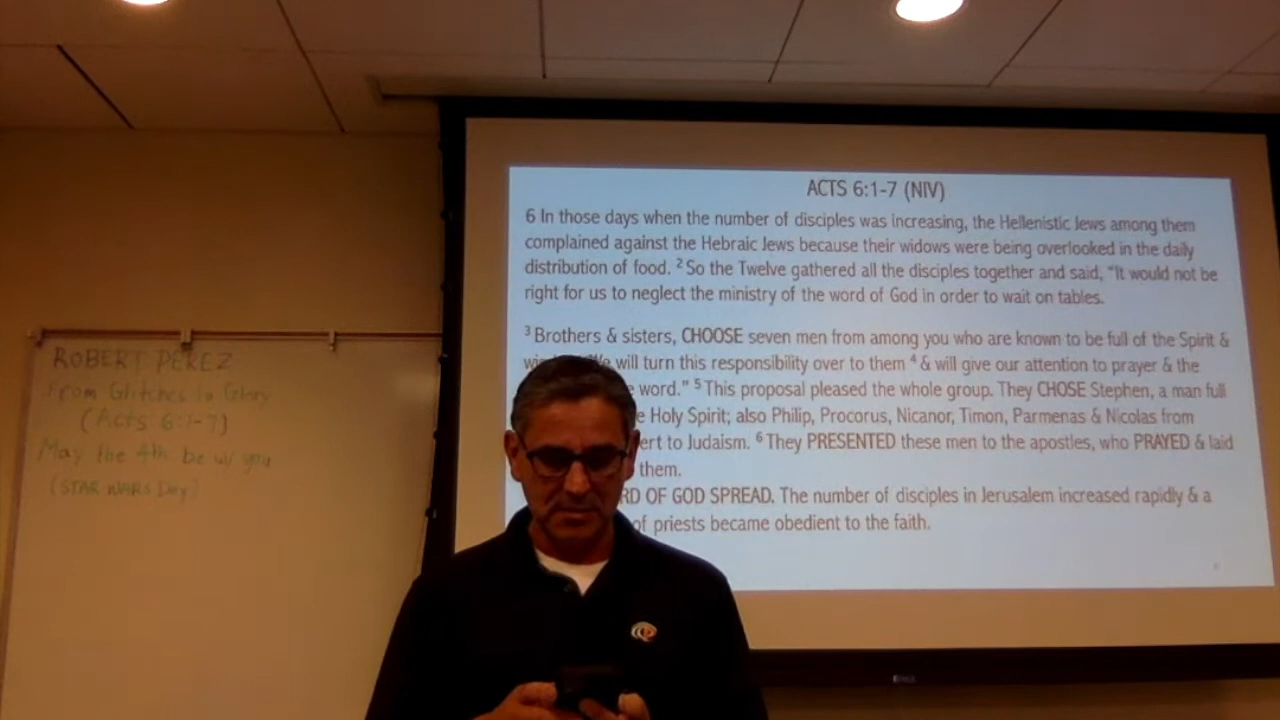 ROBERT PEREZ
From Glitches to Glory
(Acts 6:1-7)
May the 4th be w/ you
(STAR WARS Day)
ACTS 6:1-7 (NIV)
6 In those days when the number of disciples was increasing, the Hellenistic Jews among them
complained against the Hebraic Jews because their widows were being overlooked in the daily
distribution of food. 2 So the Twelve gathered all the disciples together and said, "It would not be
right for us to neglect the ministry of the word of God in order to wait on tables.
3 Brothers & sisters, CHOOSE seven men from among you who are known to be full of the Spirit &
We will turn this responsibility over to them 4 & will give our attention to prayer & the
word." 5 This proposal pleased the whole group. They CHOSE Stephen, a man full
Holy Spirit; also Philip, Procorus, Nicanor, Timon, Parmenas & Nicolas from
to Judaism. 6 They PRESENTED these men to the apostles, who PRAYED & laid
them.
OF GOD SPREAD. The number of disciples in Jerusalem increased rapidly & a
of priests became obedient to the faith.